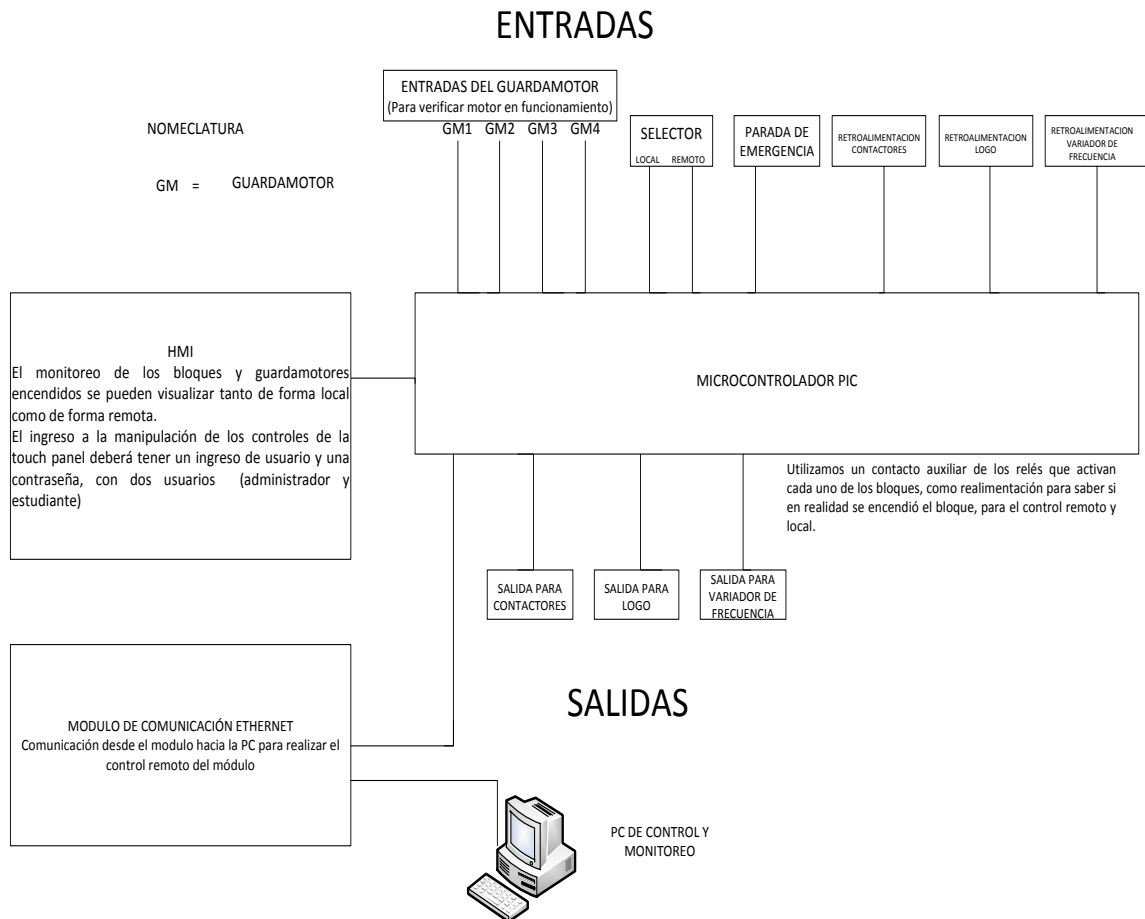 ENTRADAS
NOMECLATURA
GM = GUARDAMOTOR
ENTRADAS DEL GUARDAMOTOR
(Para verificar motor en funcionamiento)
GM1 GM2 GM3 GM4
SELECTOR
LOCAL REMOTO
PARADA DE
EMERGENCIA
RETROALIMENTACION
CONTACTORES
RETROALIMENTACION
LOGO
RETROALIMENTACION
VARIADOR DE
FRECUENCIA
HMI
El monitoreo de los bloques y guardamotores
encendidos se pueden visualizar tanto de forma local
como de forma remota.
El ingreso a la manipulación de los controles de la
touch panel deberá tener un ingreso de usuario y una
contraseña, con dos usuarios (administrador y
estudiante)
MICROCONTROLADOR PIC
Utilizamos un contacto auxiliar de los relés que activan
cada uno de los bloques, como realimentación para saber si
en realidad se encendió el bloque, para el control remoto y
local.
SALIDA PARA
CONTACTORES
SALIDA PARA
LOGO
SALIDA PARA
VARIADOR DE
FRECUENCIA
SALIDAS
MODULO DE COMUNICACIÓN ETHERNET
Comunicación desde el modulo hacia la PC para realizar el
control remoto del módulo
PC DE CONTROL Y
MONITOREO